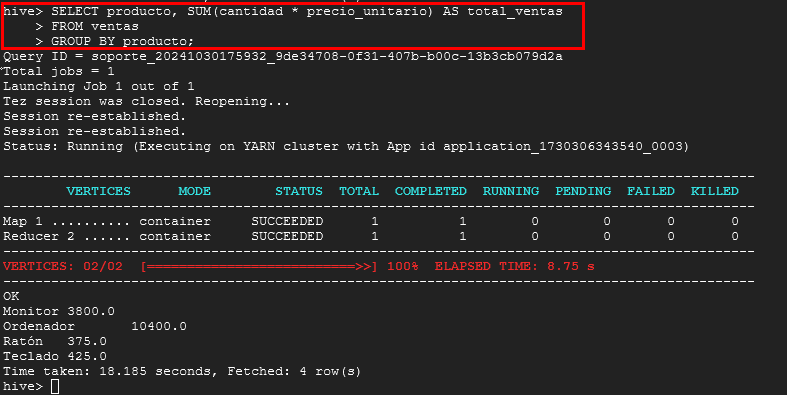 hive> SELECT producto, SUM(cantidad * precio_unitario) AS total_ventas
    > FROM ventas
    > GROUP BY producto;
Query ID = soporte_20241030175932_9de34708-0f31-407b-b00c-13b3cb079d2a
Total jobs = 1
Launching Job 1 out of 1
Tez session was closed. Reopening...
Session re-established.
Session re-established.
Status: Running (Executing on YARN cluster with App id application_1730306343540_0003)
----------------------------------------------------------------------------------------------
        VERTICES      MODE        STATUS  TOTAL  COMPLETED  RUNNING  PENDING  FAILED  KILLED
----------------------------------------------------------------------------------------------
Map 1 .......... container     SUCCEEDED      1          1        0        0       0       0
Reducer 2 ...... container     SUCCEEDED      1          1        0        0       0       0
----------------------------------------------------------------------------------------------
VERTICES: 02/02  [==========================>>] 100%  ELAPSED TIME: 8.75 s
----------------------------------------------------------------------------------------------
OK
Monitor 3800.0
Ordenador       10400.0
Ratón   375.0
Teclado 425.0
Time taken: 18.185 seconds, Fetched: 4 row(s)
hive>